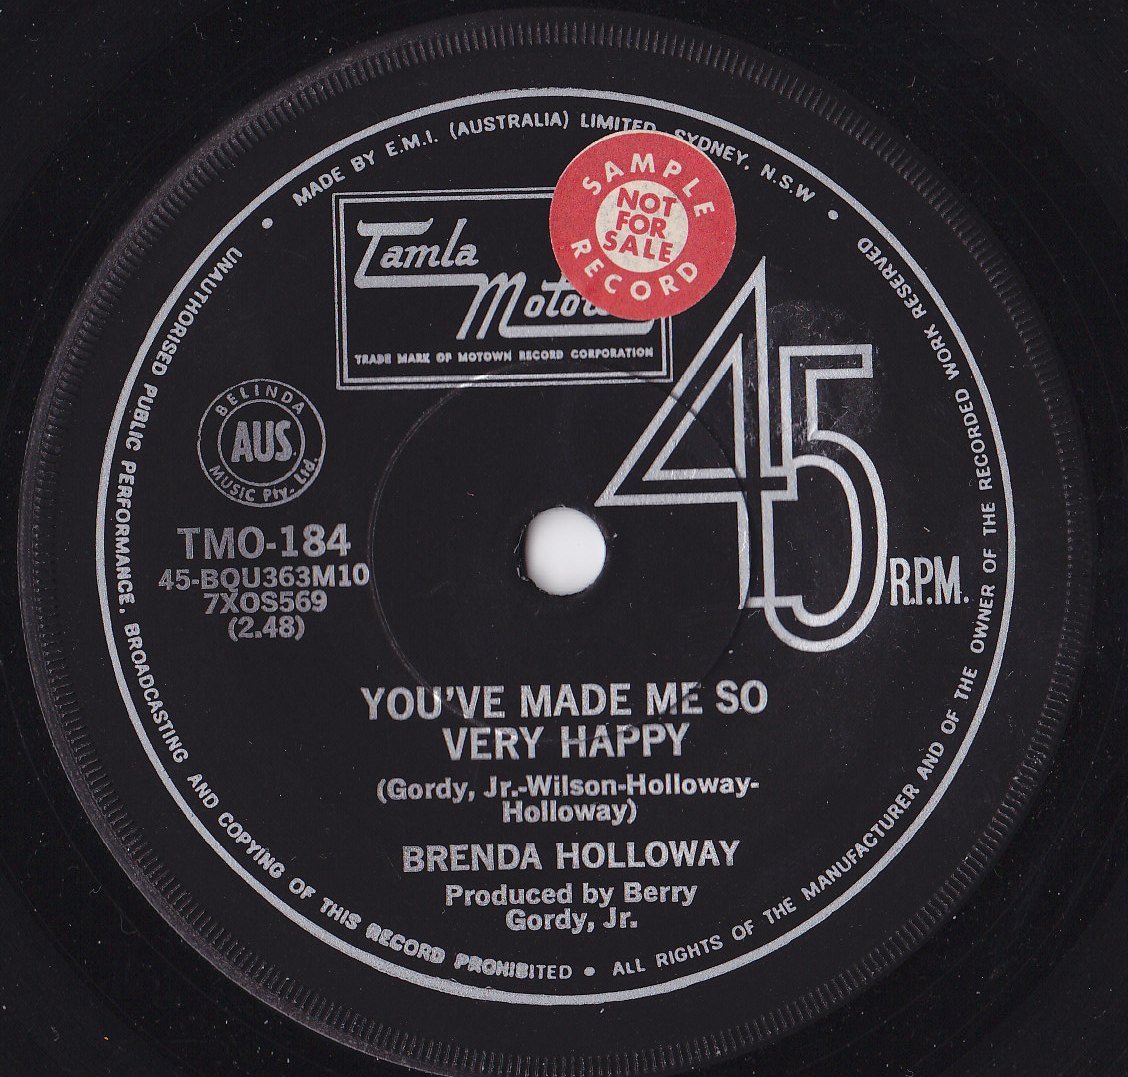 MADE BY E.M.I. (AUSTRALIA) LIMITED, SYDNEY, N.S.W
SAMPLE
NOT
FOR
SALE
RECORD
Tamla
Motown
TRADE MARK OF MOTOWN RECORD CORPORATION
45
R.P.M.
BELINDA
AUS.
MUSIC Pty. Ltd.
TMO-184
45-BQU363M10
7XOS569
(2.48)
YOU'VE MADE ME SO
VERY HAPPY
(Gordy, Jr.-Wilson-Holloway-
Holloway)
BRENDA HOLLOWAY
Produced by Berry
Gordy, Jr.
UNAUTHORISED PUBLIC PERFORMANCE, BROADCASTING AND COPYING OF THIS RECORD PROHIBITED • ALL RIGHTS OF THE MANUFACTURER AND OF THE OWNER OF THE RECORDED WORK RESERVED